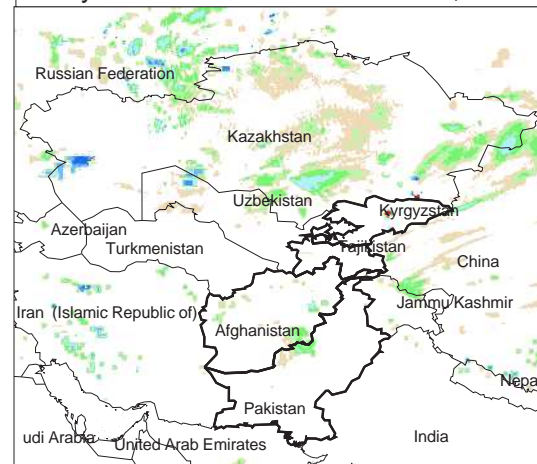 Russian Federation
Kazakhstan
Uzbekistan
Kyrgyzstan
Azerbaijan
Turkmenistan
Tajikistan
China
Iran (Islamic Republic of)
Jammu Kashmir
Afghanistan
Nepa
Pakistan
udi Arabia
United Arab Emirates
India